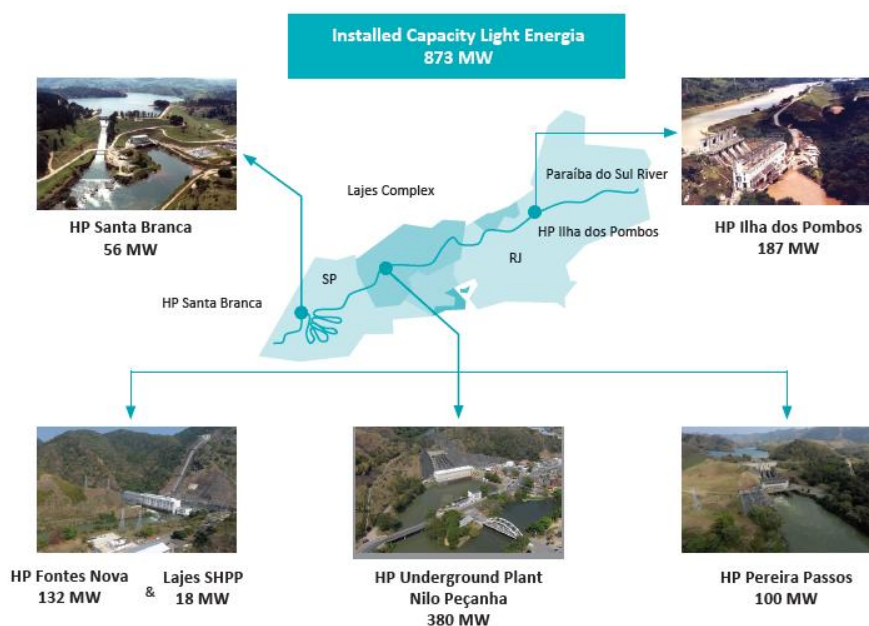 Installed Capacity Light Energia
873 MW
HP Santa Branca
56 MW
Lajes Complex
Paraíba do Sul River
HP Ilha dos Pombos
RJ
SP
HP Santa Branca
HP Ilha dos Pombos
187 MW
HP Fontes Nova
132 MW
&
Lajes SHPP
18 MW
HP Underground Plant
Nilo Peçanha
380 MW
HP Pereira Passos
100 MW